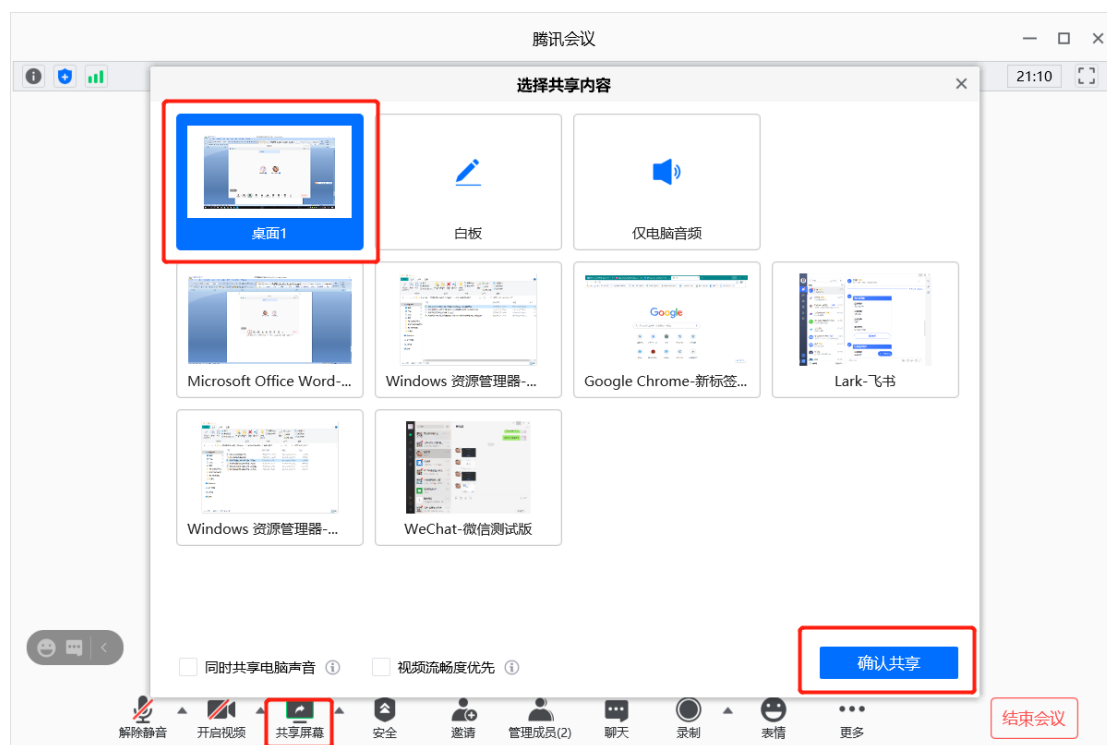 腾讯会议
21:10
选择共享内容
桌面1
白板
仅电脑音频
Google
Microsoft Office Word-...
Windows 资源管理器-...
Google Chrome-新标签...
Lark-飞书
Windows 资源管理器-...
WeChat-微信测试版
同时共享电脑声音
视频流畅度优先
确认共享
解除静音
开启视频
共享屏幕
安全
邀请
管理成员(2)
聊天
录制
表情
更多
结束会议